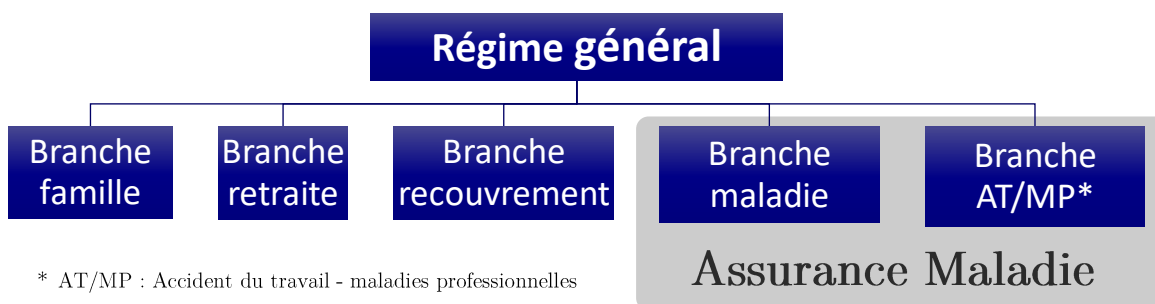 Régime général
Branche
famille
Branche
retraite
Branche
recouvrement
Branche
maladie
Branche
AT/MP*
Assurance Maladie
* AT/MP : Accident du travail - maladies professionnelles